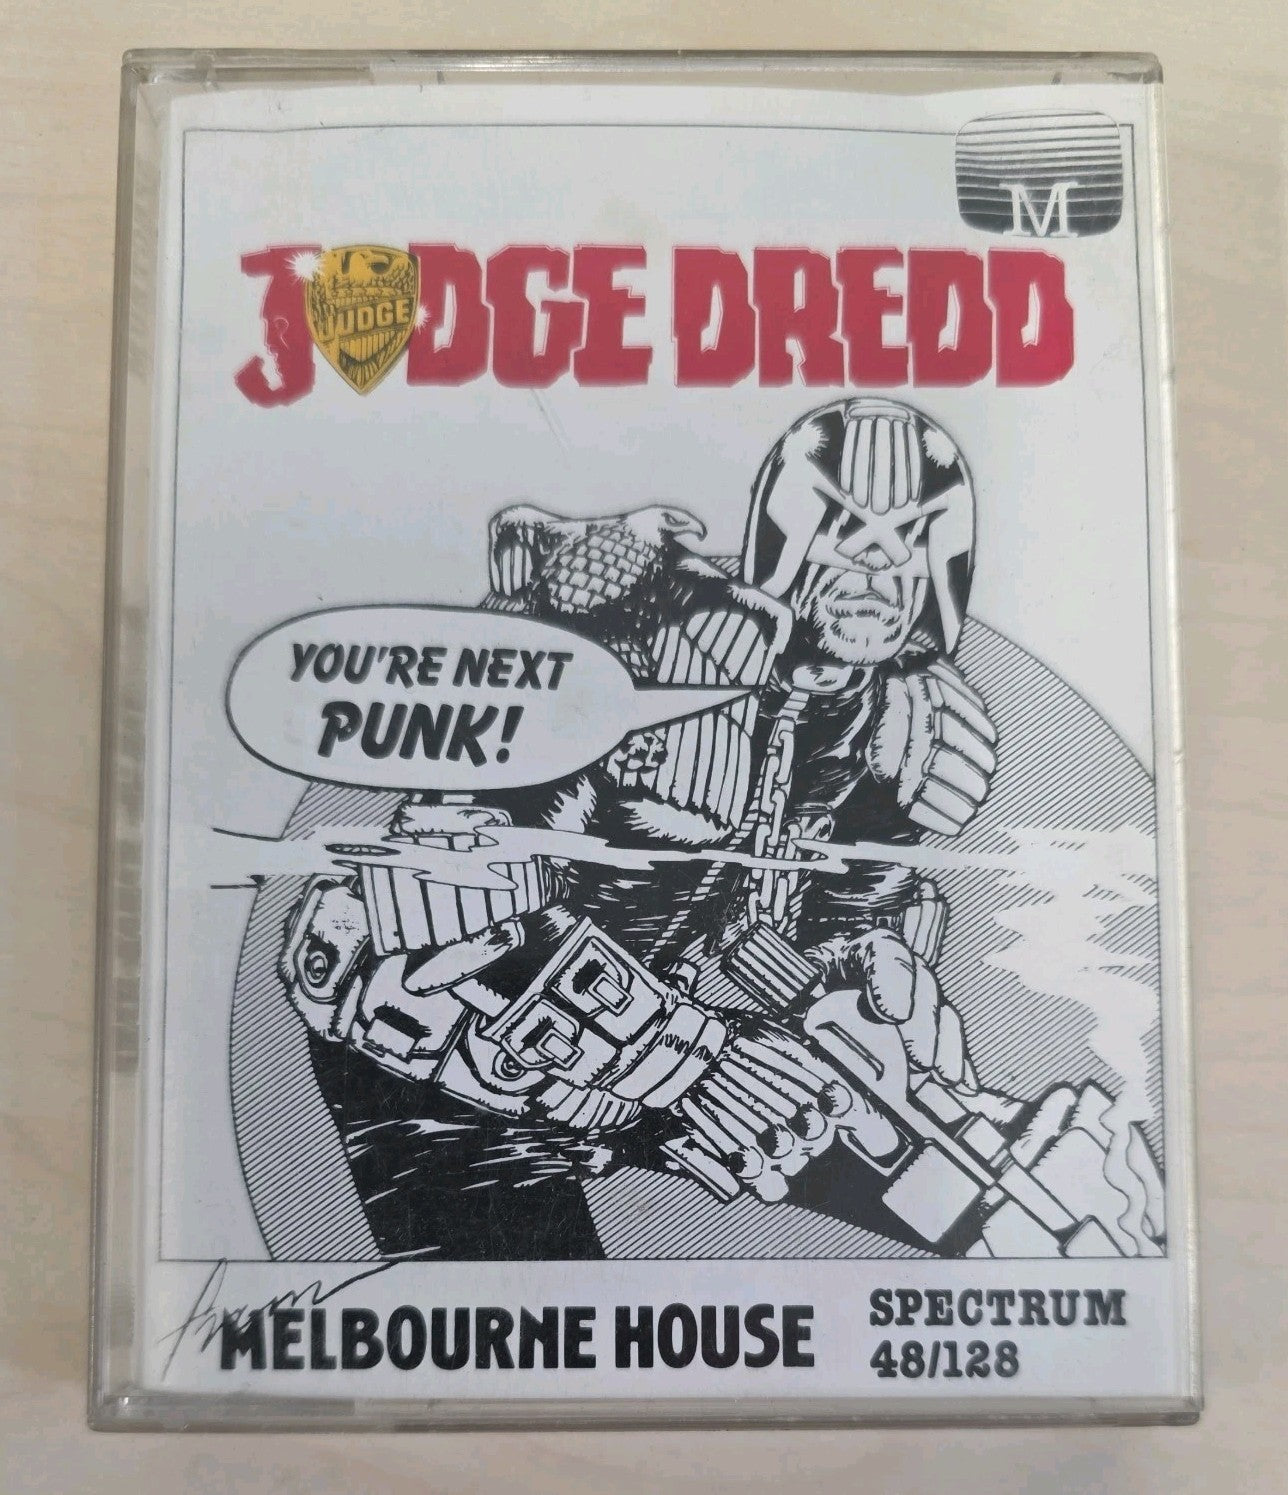 M
JUDGE DREDD
JUDGE
YOU'RE NEXT
PUNK!
MELBOURNE HOUSE
SPECTRUM
48/128